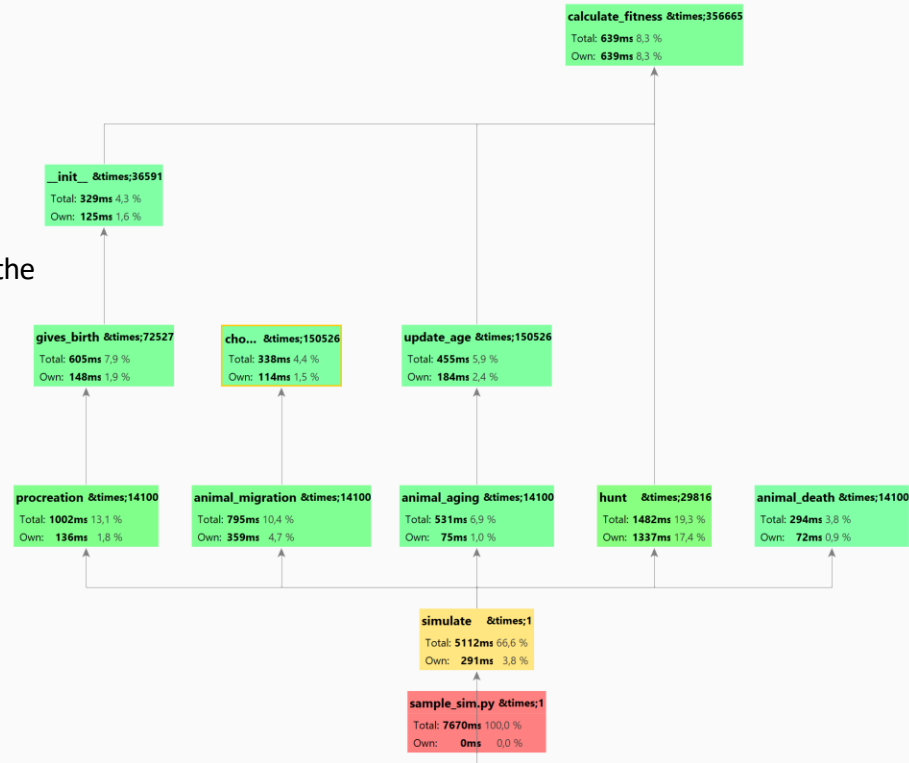 calculate_fitness &times;356665
Total: 639ms 8,3 %
Own: 639ms 8,3 %
__init__ &times;36591
Total: 329ms 4,3 %
Own: 125ms 1,6 %
the
gives_birth &times;72527
Total: 605ms 7,9 %
Own: 148ms 1,9 %
cho... &times;150526
Total: 338ms 4,4 %
Own: 114ms 1,5 %
update_age &times;150526
Total: 455ms 5,9 %
Own: 184ms 2,4 %
procreation &times;14100
Total: 1002ms 13,1 %
Own: 136ms 1,8 %
animal_migration &times;14100
Total: 795ms 10,4 %
Own: 359ms 4,7 %
animal_aging &times;14100
Total: 531ms 6,9 %
Own: 75ms 1,0 %
hunt &times;29816
Total: 1482ms 19,3 %
Own: 1337ms 17,4 %
animal_death &times;14100
Total: 294ms 3,8 %
Own: 72ms 0,9 %
simulate &times;1
Total: 5112ms 66,6 %
Own: 291ms 3,8 %
sample_sim.py &times;1
Total: 7670ms 100,0 %
Own: 0ms 0,0 %